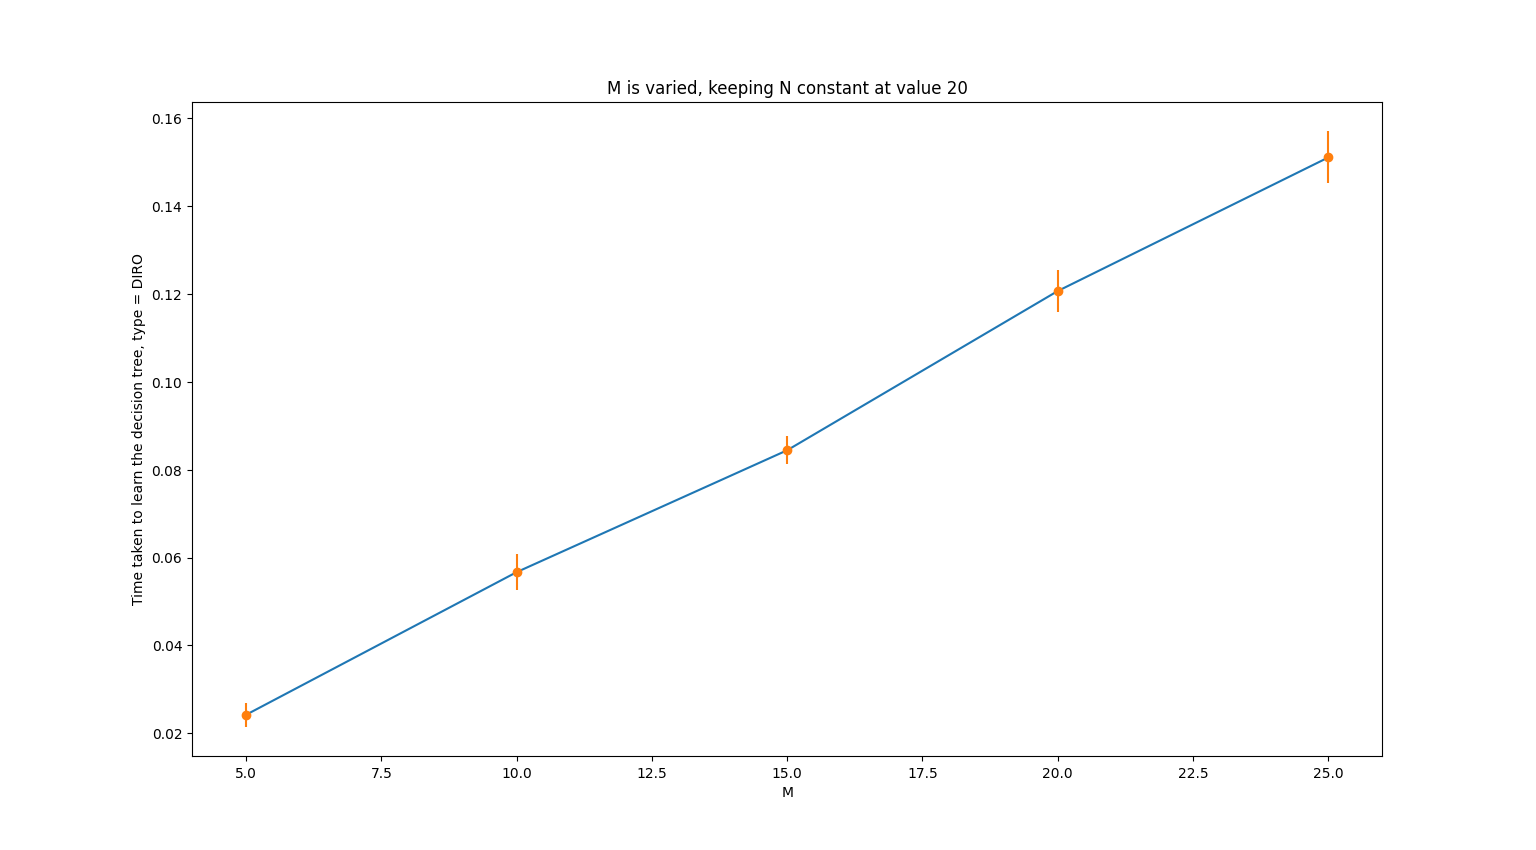 M is varied, keeping N constant at value 20
0.16
0.14
0.12
0.10
0.08
0.06
0.04
0.02
Time taken to learn the decision tree, type = DIRO
5.0 7.5 10.0 12.5 15.0 17.5 20.0 22.5 25.0
M